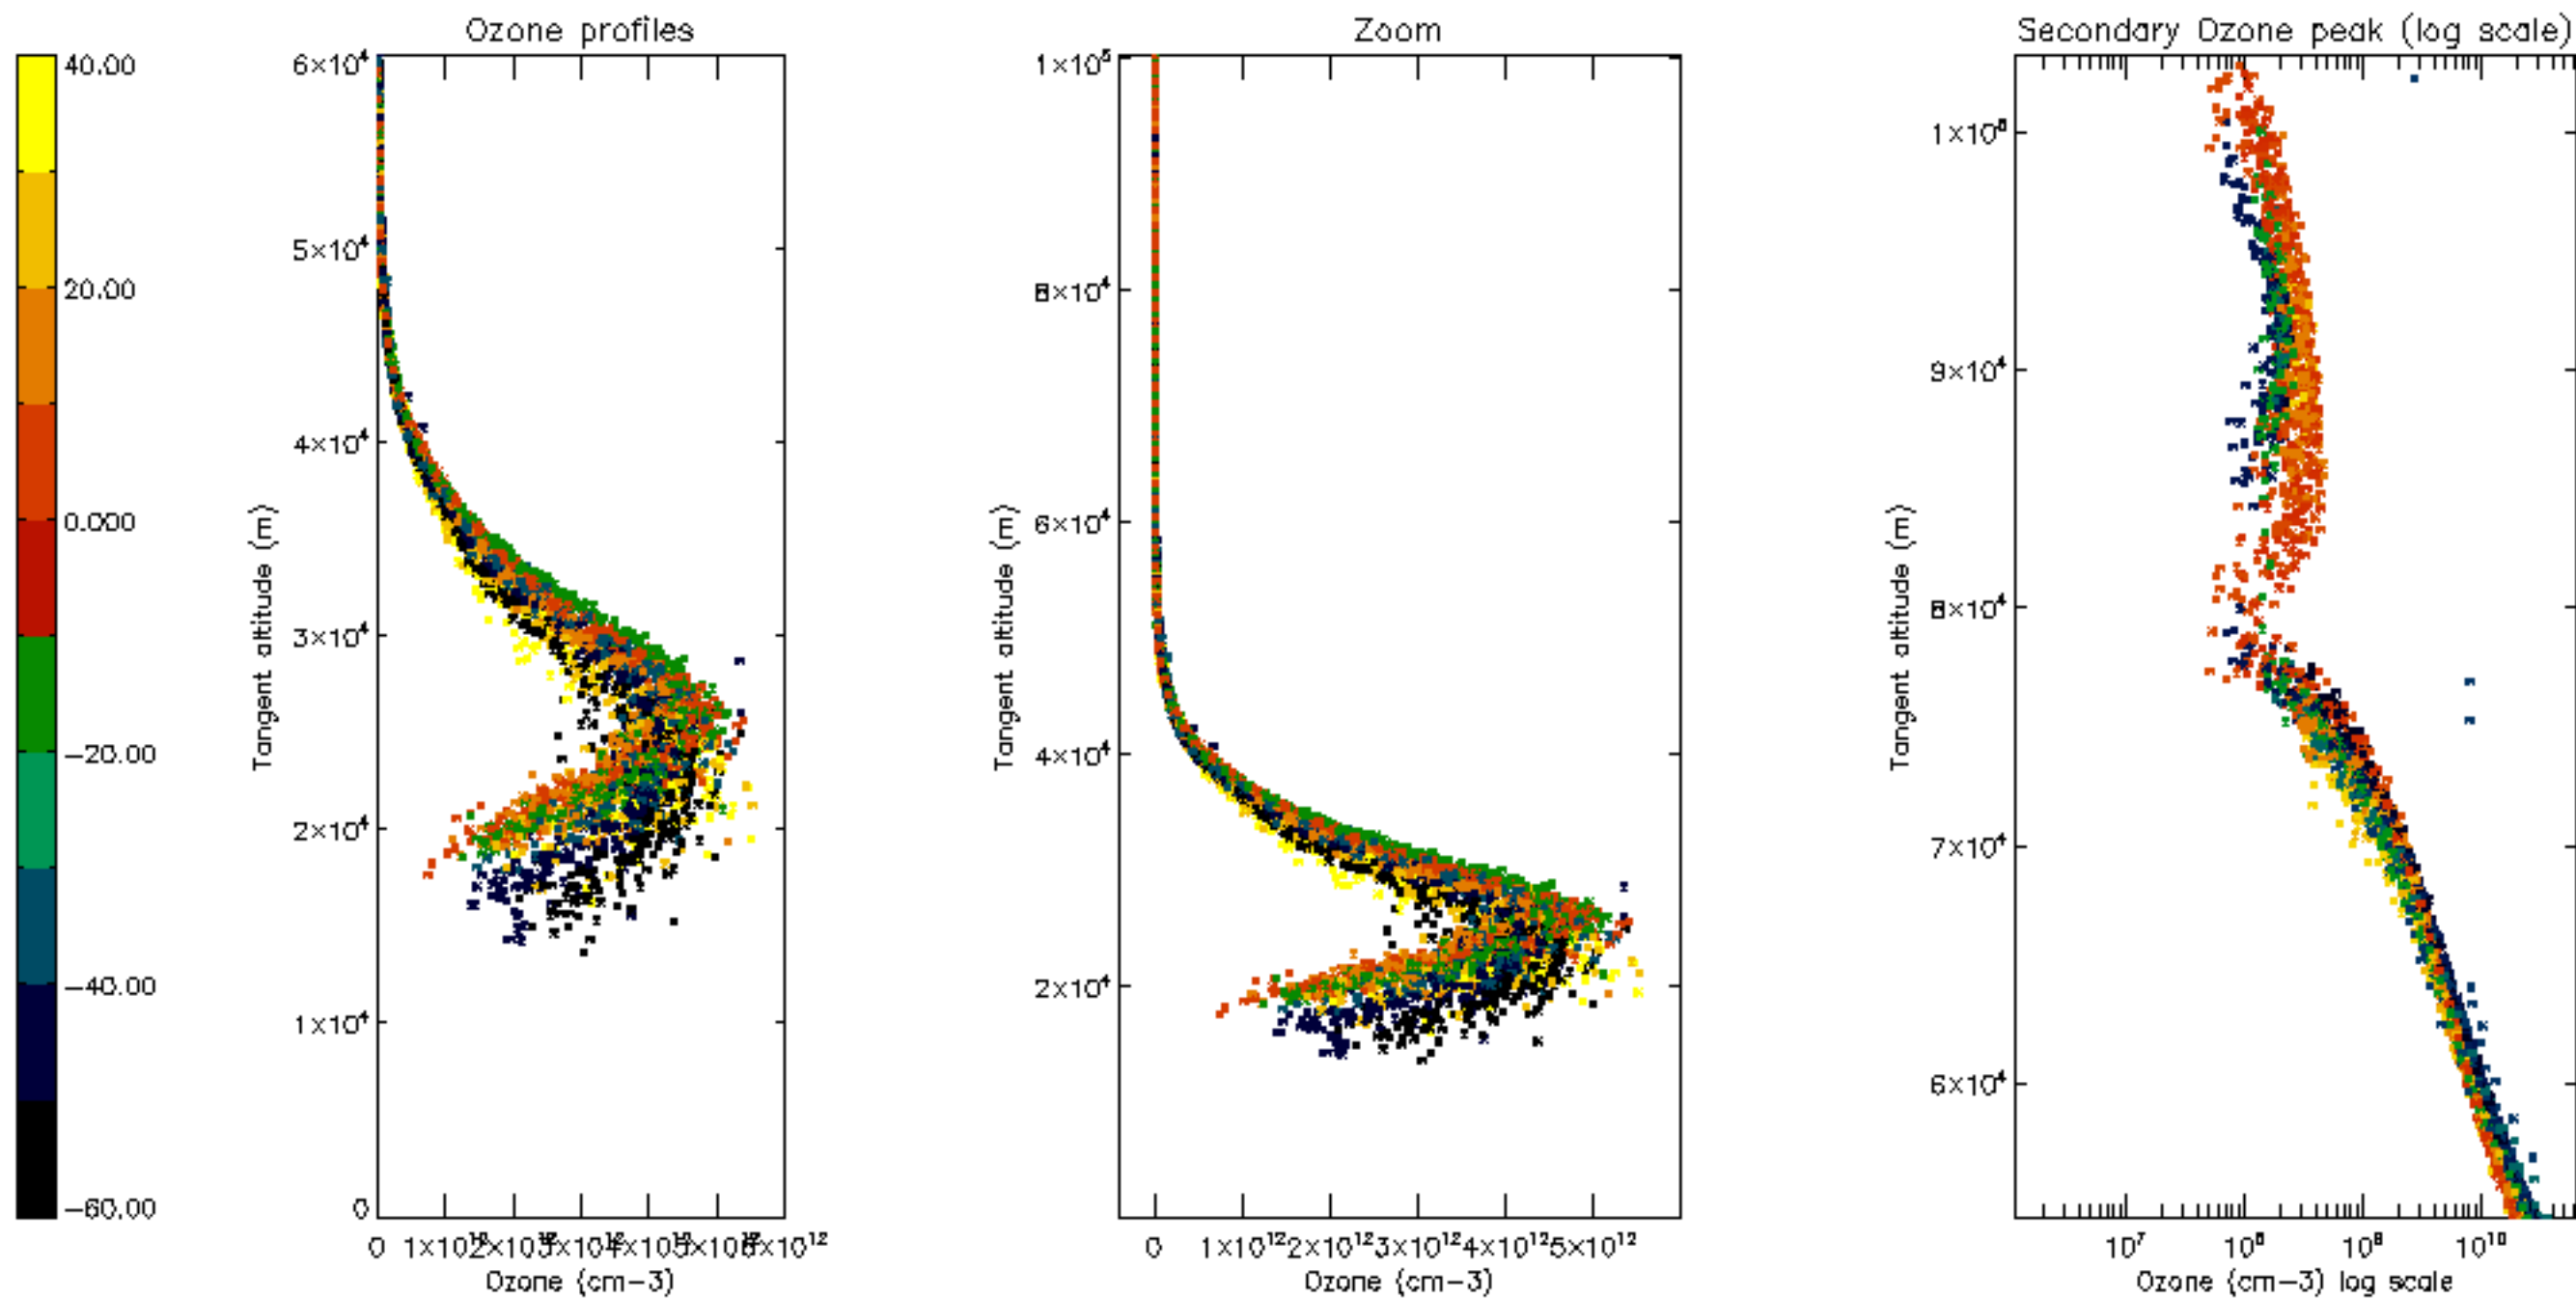 Ozone profiles
Zoom
Secondary Ozone peak (log scale)
40.00
20.00
0.000
−20.00
−40.00
−60.00
6×10⁴
5×10⁴
4×10⁴
3×10⁴
2×10⁴
1×10⁴
0
Tangent altitude (m)
0 1×10¹² 2×10¹²
Ozone (cm−3)
1×10⁵
8×10⁴
6×10⁴
4×10⁴
2×10⁴
Tangent altitude (m)
0 1×10¹² 2×10¹² 3×10¹² 4×10¹² 5×10¹²
Ozone (cm−3)
9×10⁴
8×10⁴
7×10⁴
6×10⁴
Tangent altitude (m)
10⁷ 10⁸ 10⁹ 10¹⁰
Ozone (cm−3) log scale